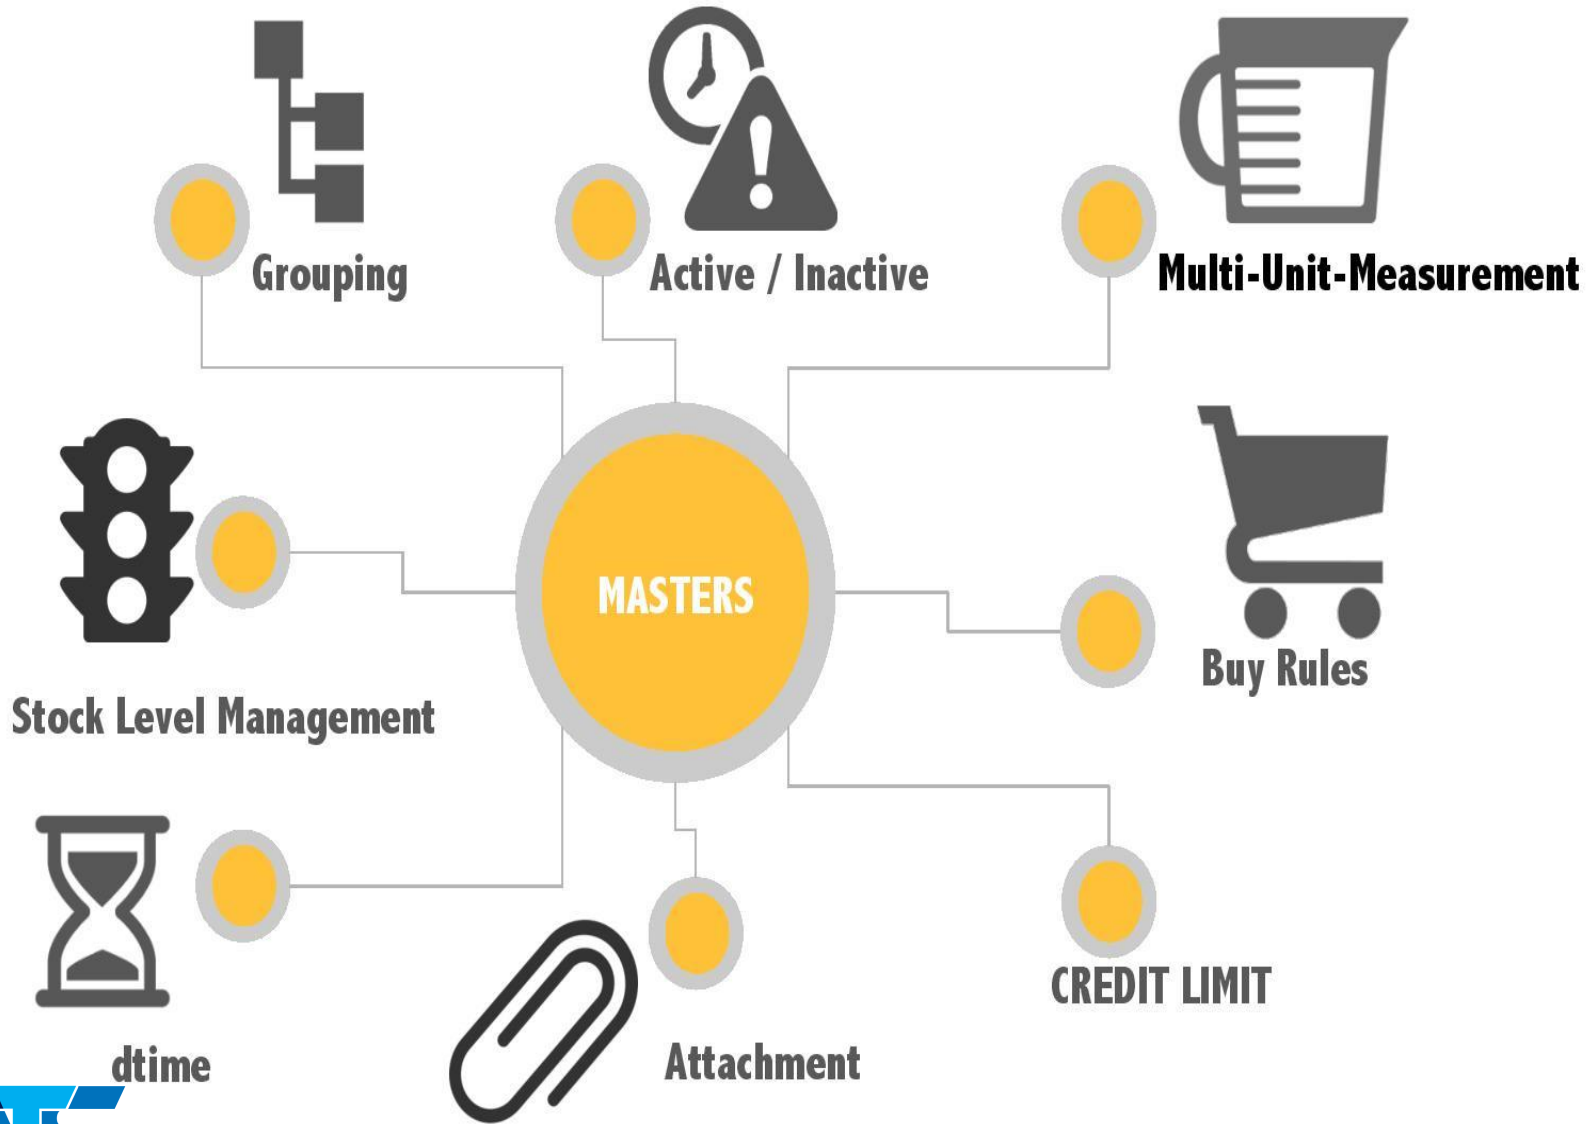 Grouping
Active / Inactive
Multi-Unit-Measurement
MASTERS
Buy Rules
Stock Level Management
CREDIT LIMIT
dtime
Attachment